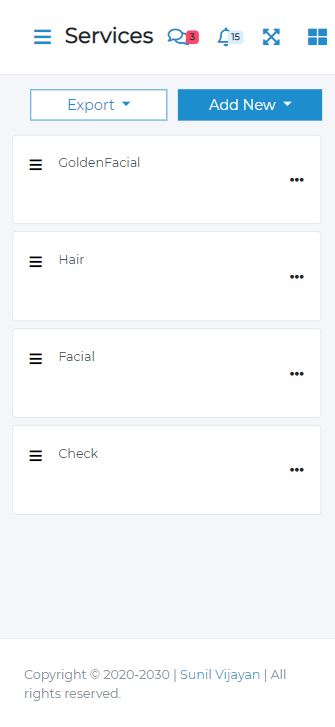 Services 3 15
Export Add New
GoldenFacial
Hair
Facial
Check
Copyright © 2020-2030 | Sunil Vijayan | All
rights reserved.